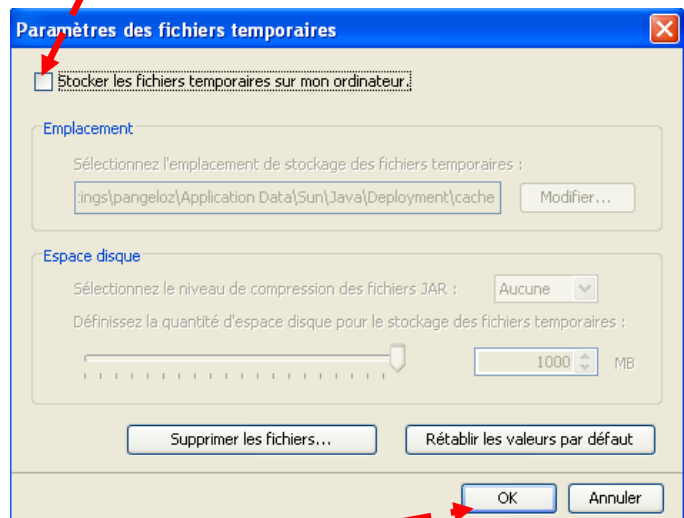 Paramètres des fichiers temporaires
Stocker les fichiers temporaires sur mon ordinateur.
Emplacement
Sélectionnez l'emplacement de stockage des fichiers temporaires :
:ings\pangeloz\Application Data\Sun\Java\Deployment\cache Modifier...
Espace disque
Sélectionnez le niveau de compression des fichiers JAR : Aucune
Définissez la quantité d'espace disque pour le stockage des fichiers temporaires :
1000 MB
Supprimer les fichiers... Rétablir les valeurs par défaut
OK Annuler